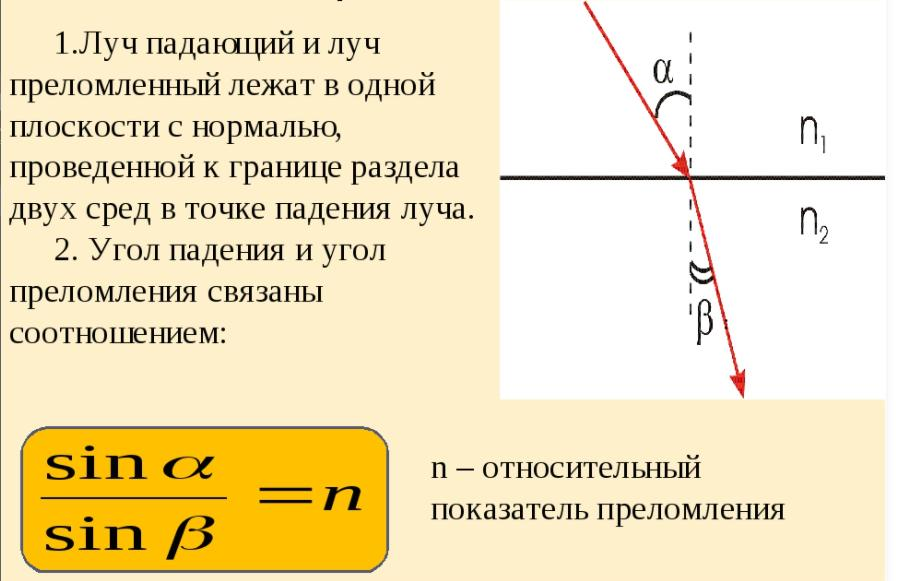 1.Луч падающий и луч
преломленный лежат в одной
плоскости с нормалью,
проведенной к границе раздела
двух сред в точке падения луча.
2. Угол падения и угол
преломления связаны
соотношением:
α
n₁
n₂
β
sin α
sin β
=n
n – относительный
показатель преломления